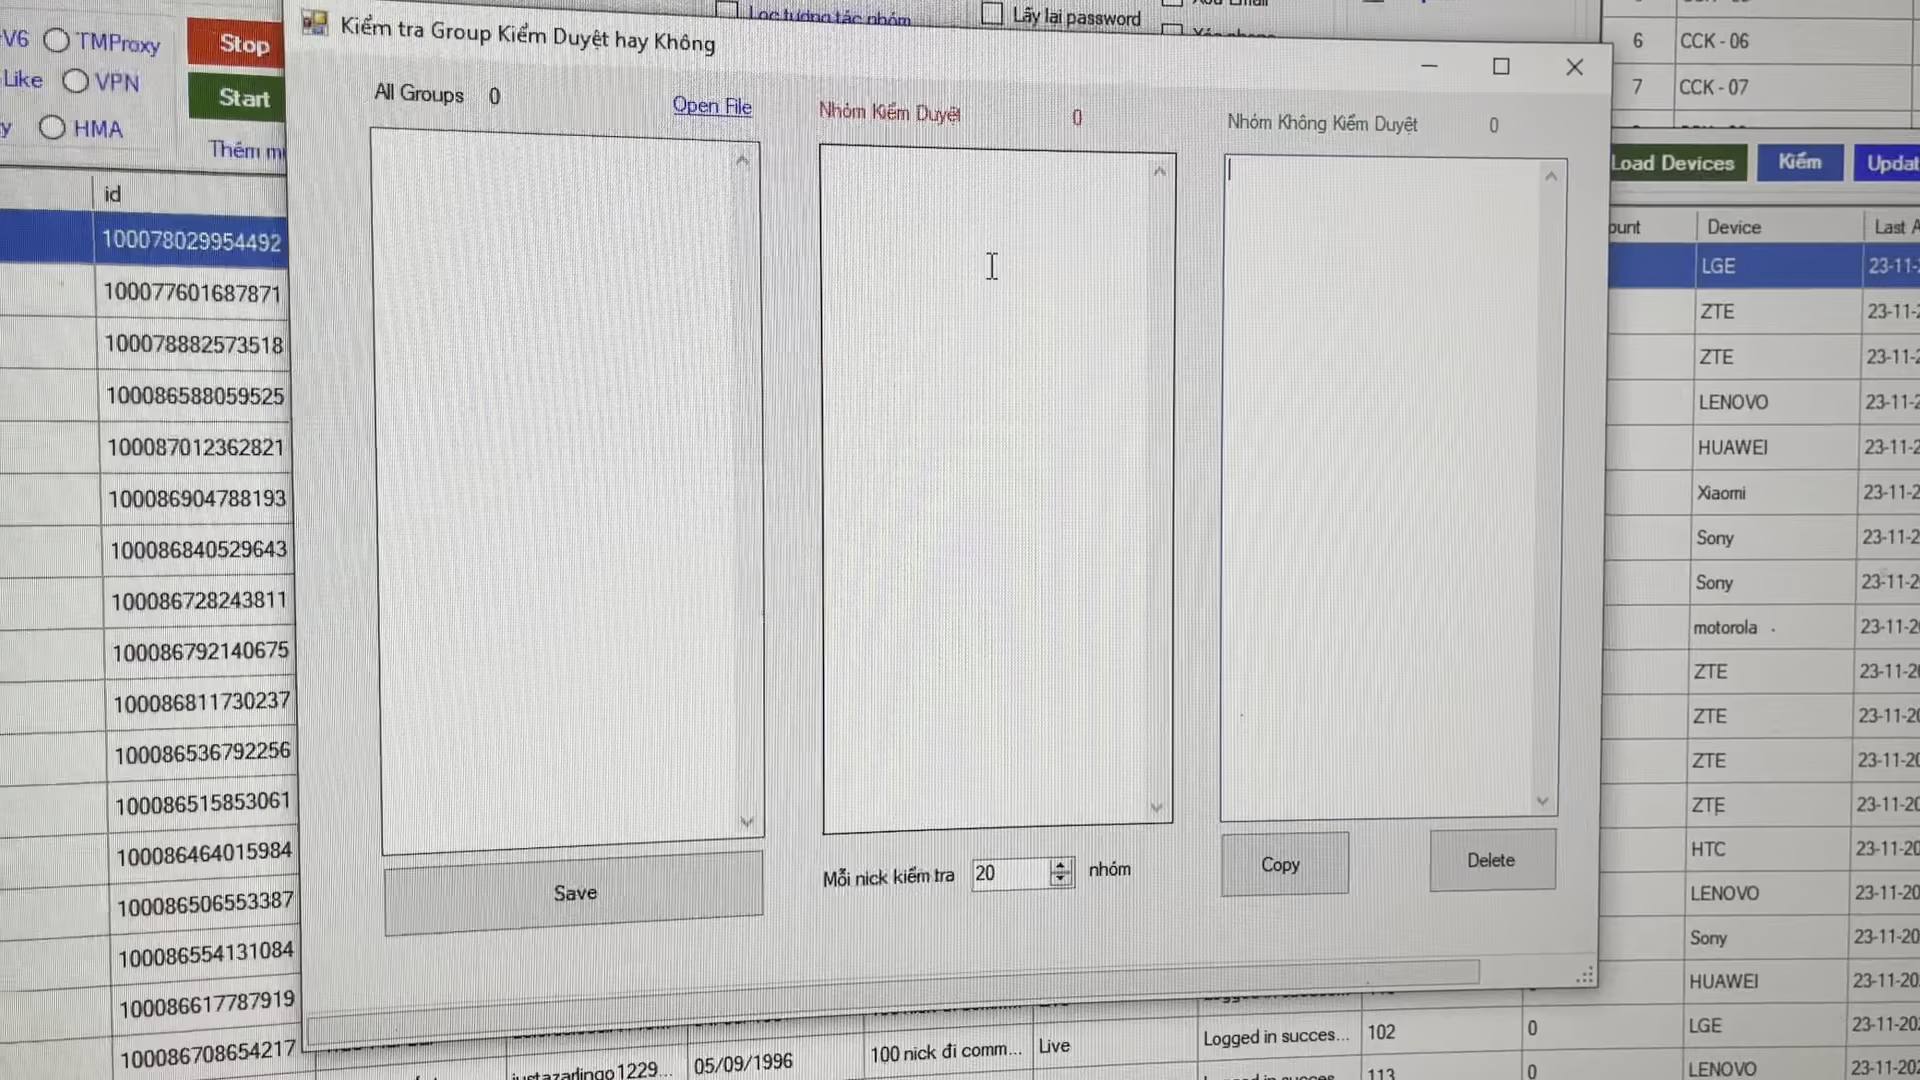 V6
TMProxy
Stop
Like
VPN
Start
y
HMA
Lọc tương tác nhóm
Lấy lại password
Kiểm tra Group Kiểm Duyệt hay Không
All Groups 0
Open File
Nhóm Kiểm Duyệt 0
Nhóm Không Kiểm Duyệt 0
Save
Mỗi nick kiểm tra 20 nhóm
Copy
Delete
id
100078029954492
100077601687871
100078882573518
100086588059525
100087012362821
100086904788193
100086840529643
100086728243811
100086792140675
100086811730237
100086536792256
100086515853061
100086464015984
100086506553387
100086554131084
100086617787919
100086708654217
05/09/1996
100 nick đi comm...
Live
Logged in succes...
102
0
113
0
6 CCK - 06
7 CCK - 07
Load Devices
Kiểm
Device
LGE
ZTE
ZTE
LENOVO
HUAWEI
Xiaomi
Sony
Sony
motorola
ZTE
ZTE
ZTE
ZTE
HTC
LENOVO
Sony
HUAWEI
LGE
LENOVO